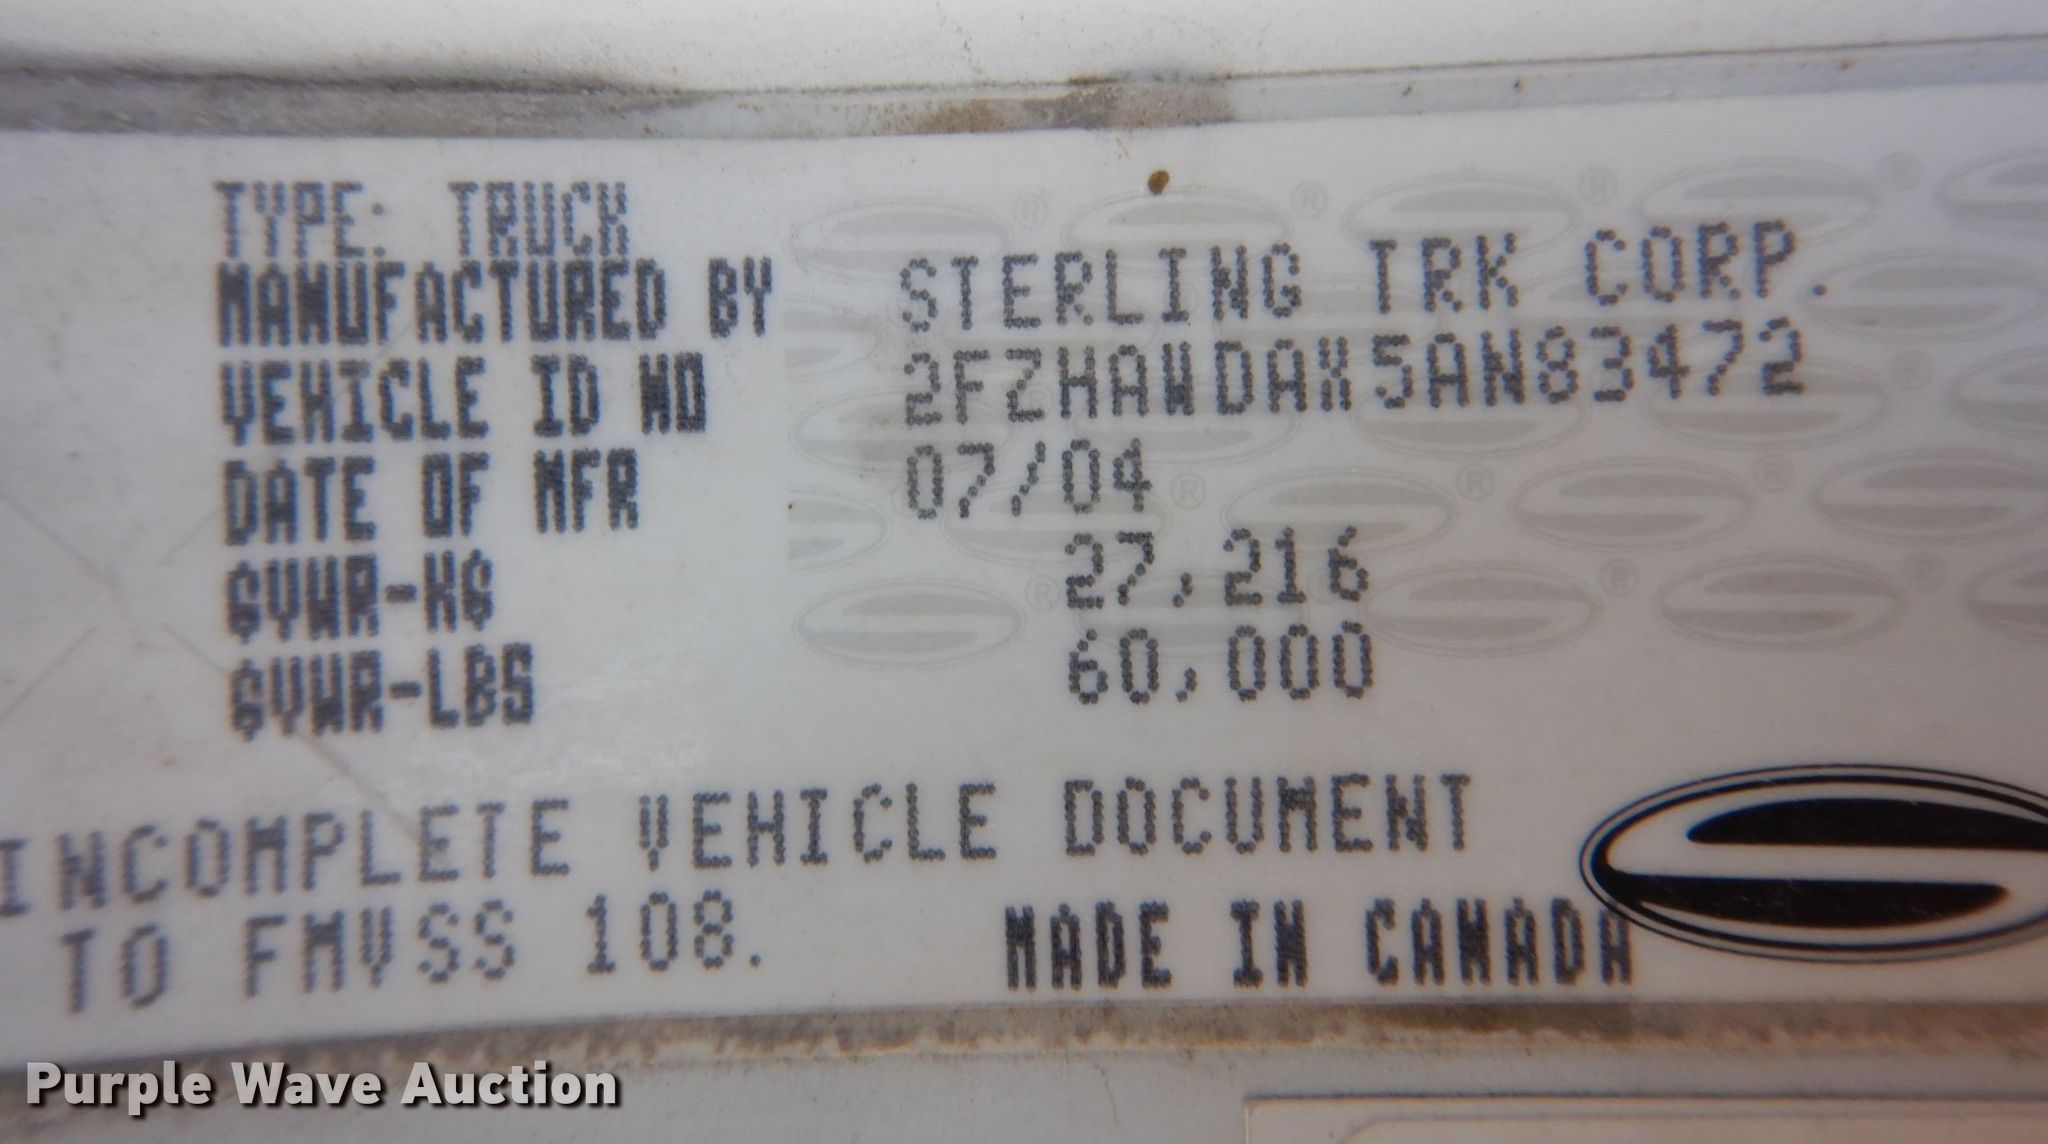 TYPE: TRUCK
MANUFACTURED BY STERLING TRK CORP.
VEHICLE ID NO 2FZHAWDAX5AN83472
DATE OF MFR 07/04
GVWR-KG 27,216
GVWR-LBS 60,000
INCOMPLETE VEHICLE DOCUMENT
TO FMVSS 108. MADE IN CANADA
Purple Wave Auction